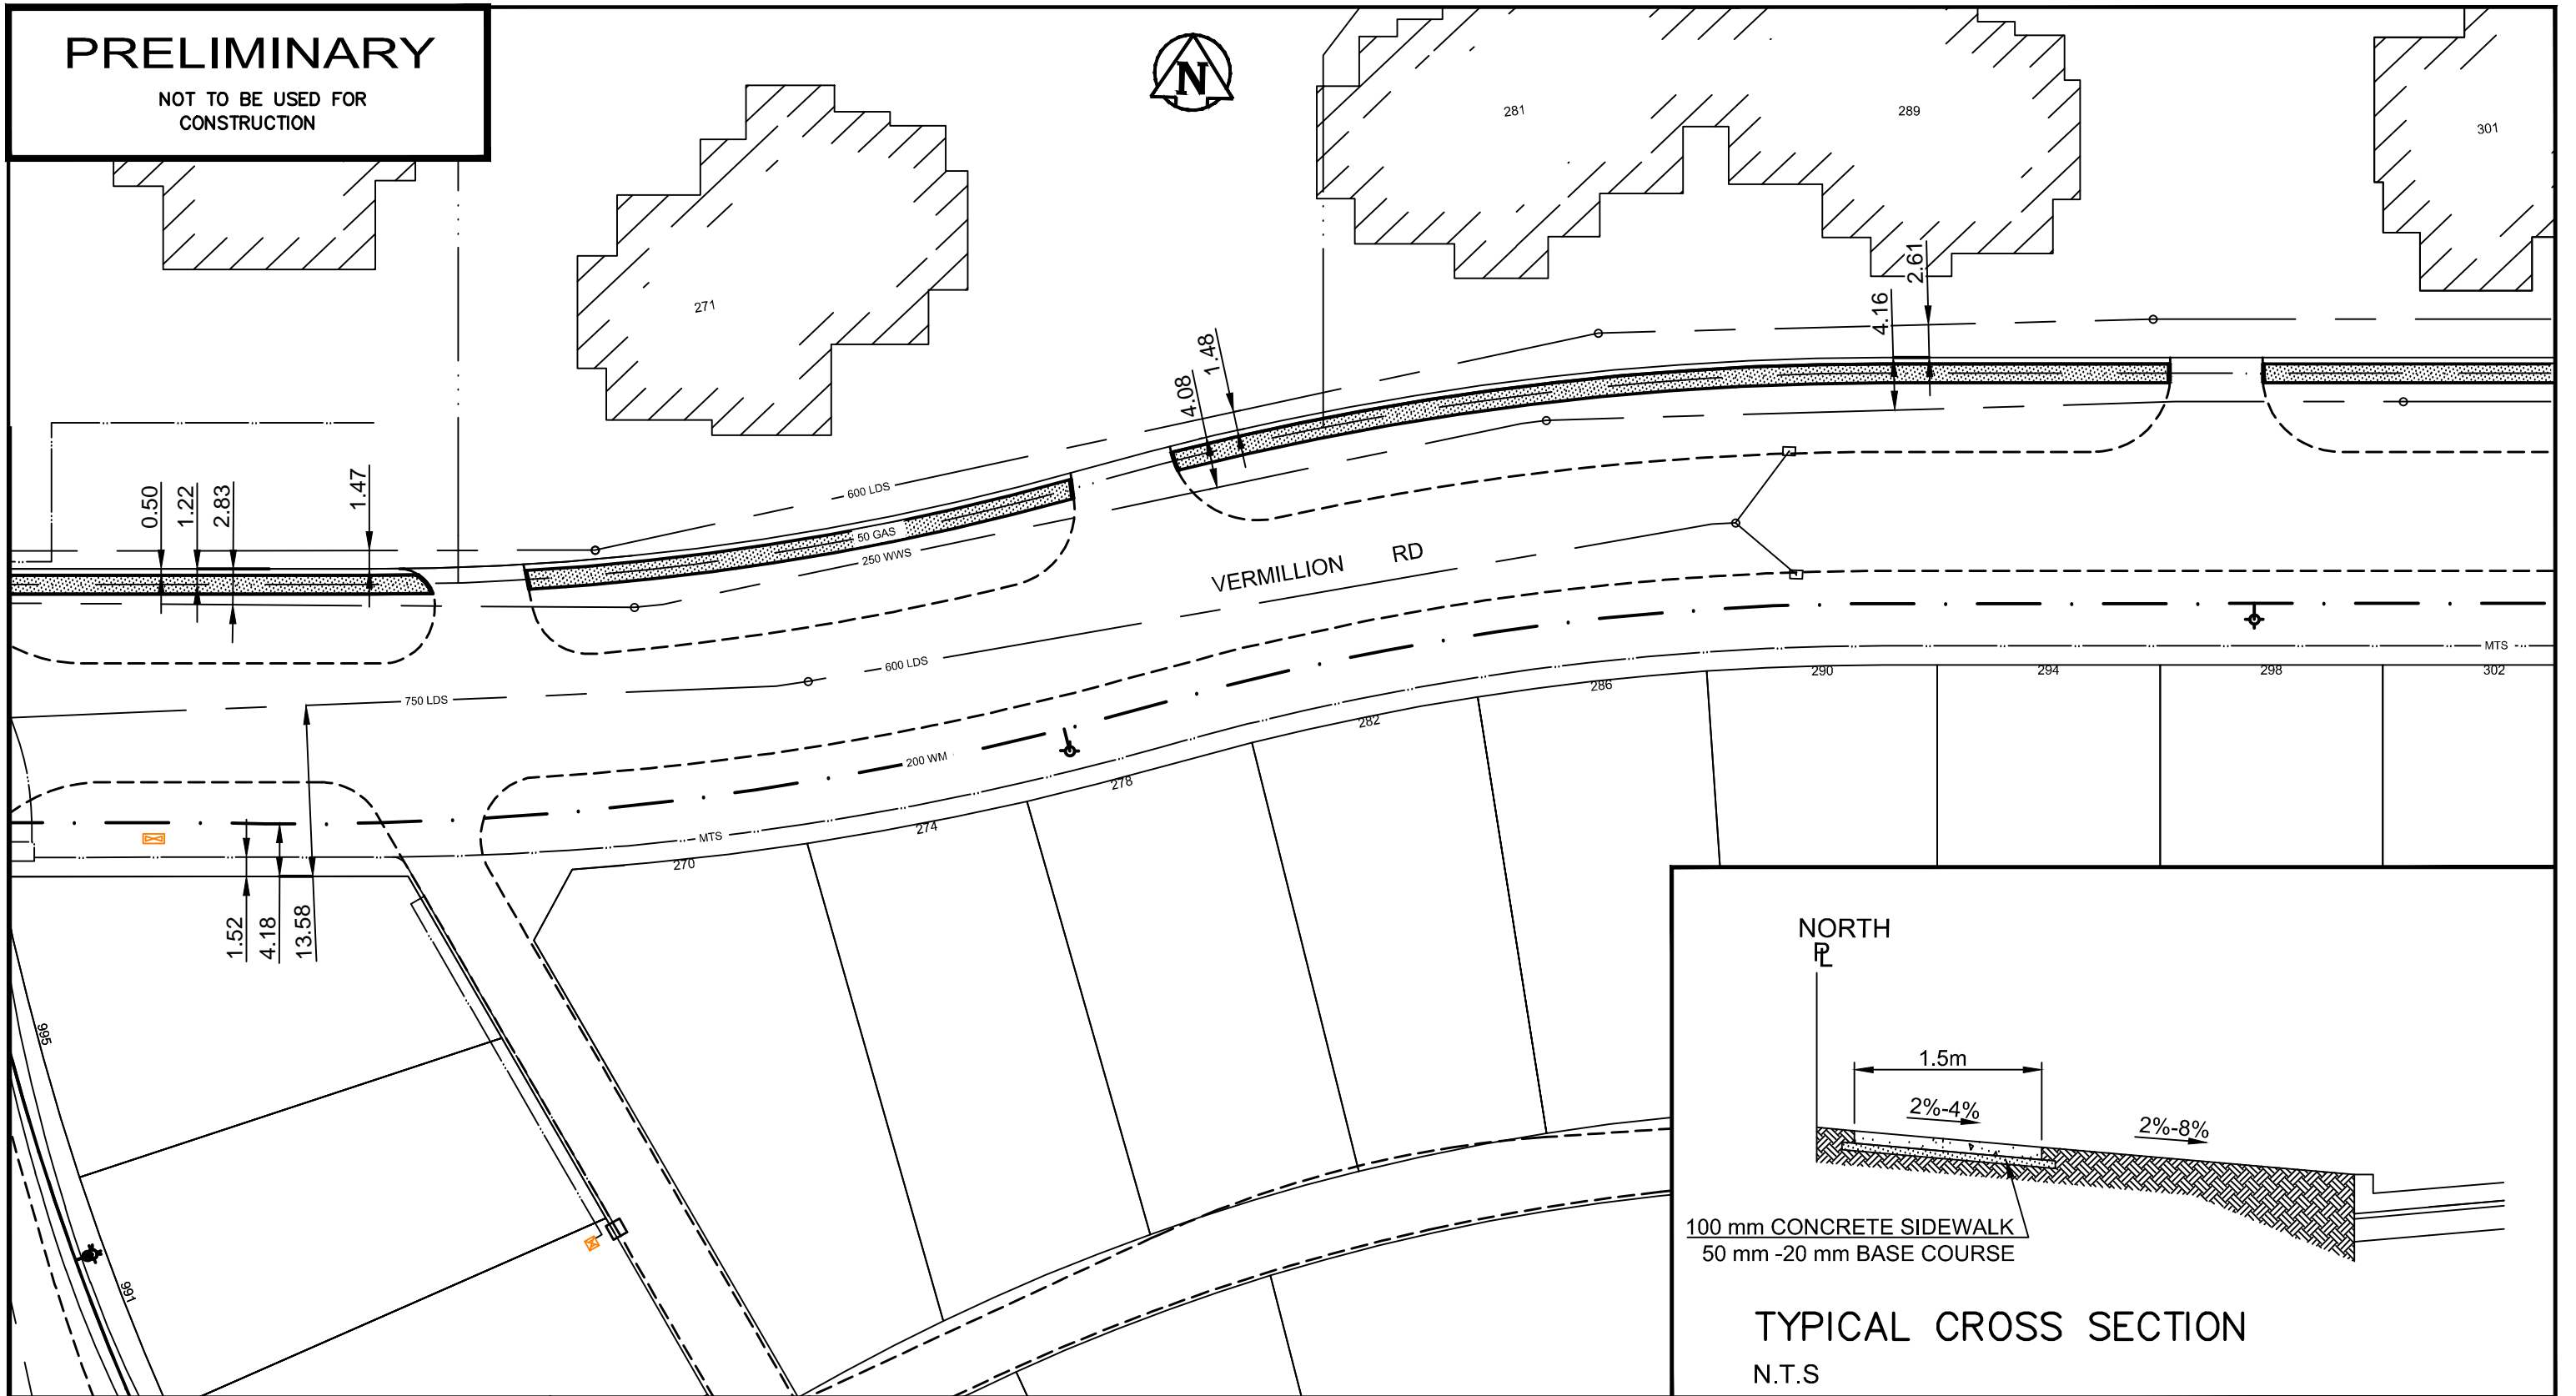 PRELIMINARY
NOT TO BE USED FOR
CONSTRUCTION
N
281
289
301
271
2.61
4.16
1.48
4.08
0.50
1.22
2.83
1.47
600 LDS
50 GAS
250 WWS
VERMILLION RD
600 LDS
750 LDS
MTS
290
294
298
302
286
282
278
200 WM
274
MTS
270
1.52
4.18
13.58
995
991
NORTH
PL
1.5m
2%-4%
2%-8%
100 mm CONCRETE SIDEWALK
50 mm -20 mm BASE COURSE
TYPICAL CROSS SECTION
N.T.S